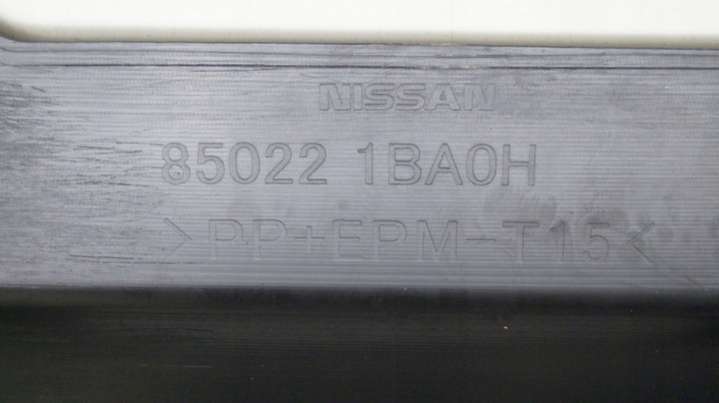 NISSAN
85022 1BA0H
>PP+EPM-T15<